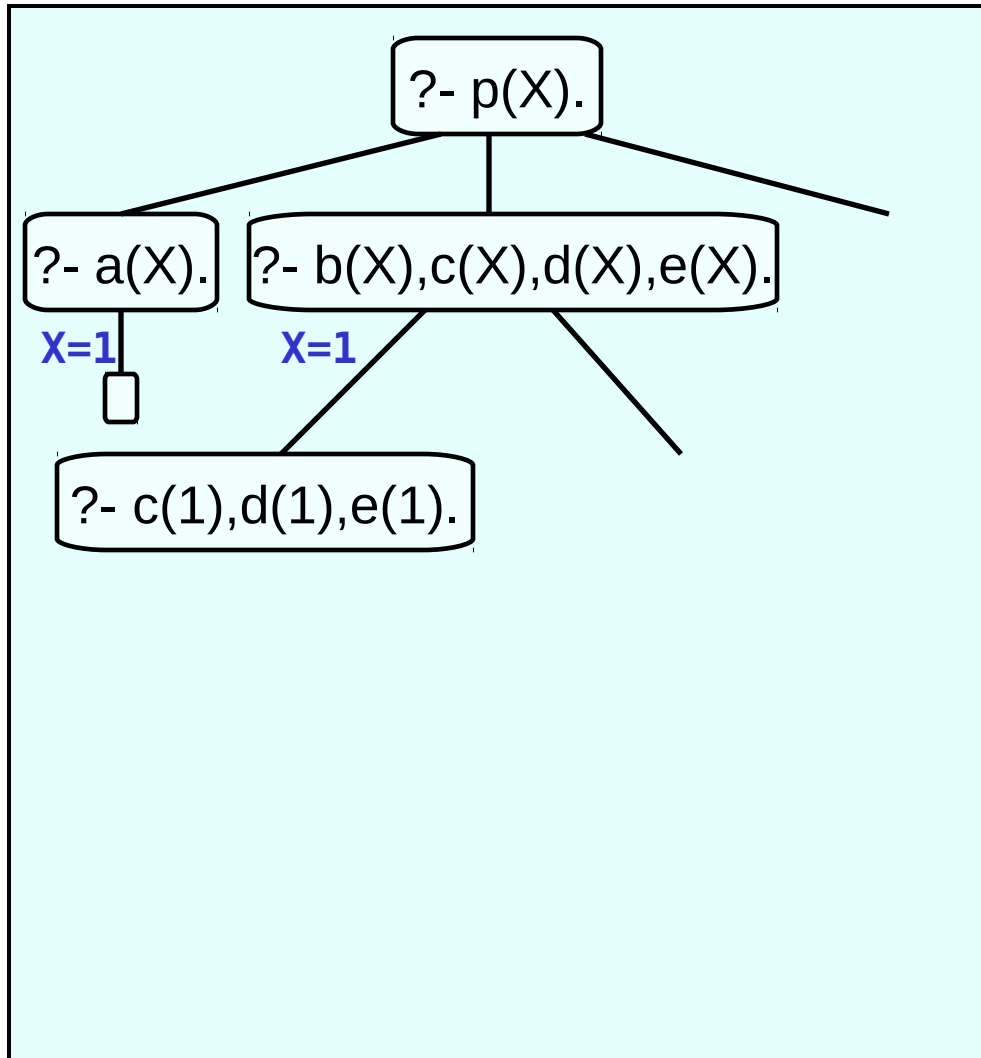 ?- p(X).
?- a(X).
?- b(X),c(X),d(X),e(X).
X=1
X=1
?- c(1),d(1),e(1).